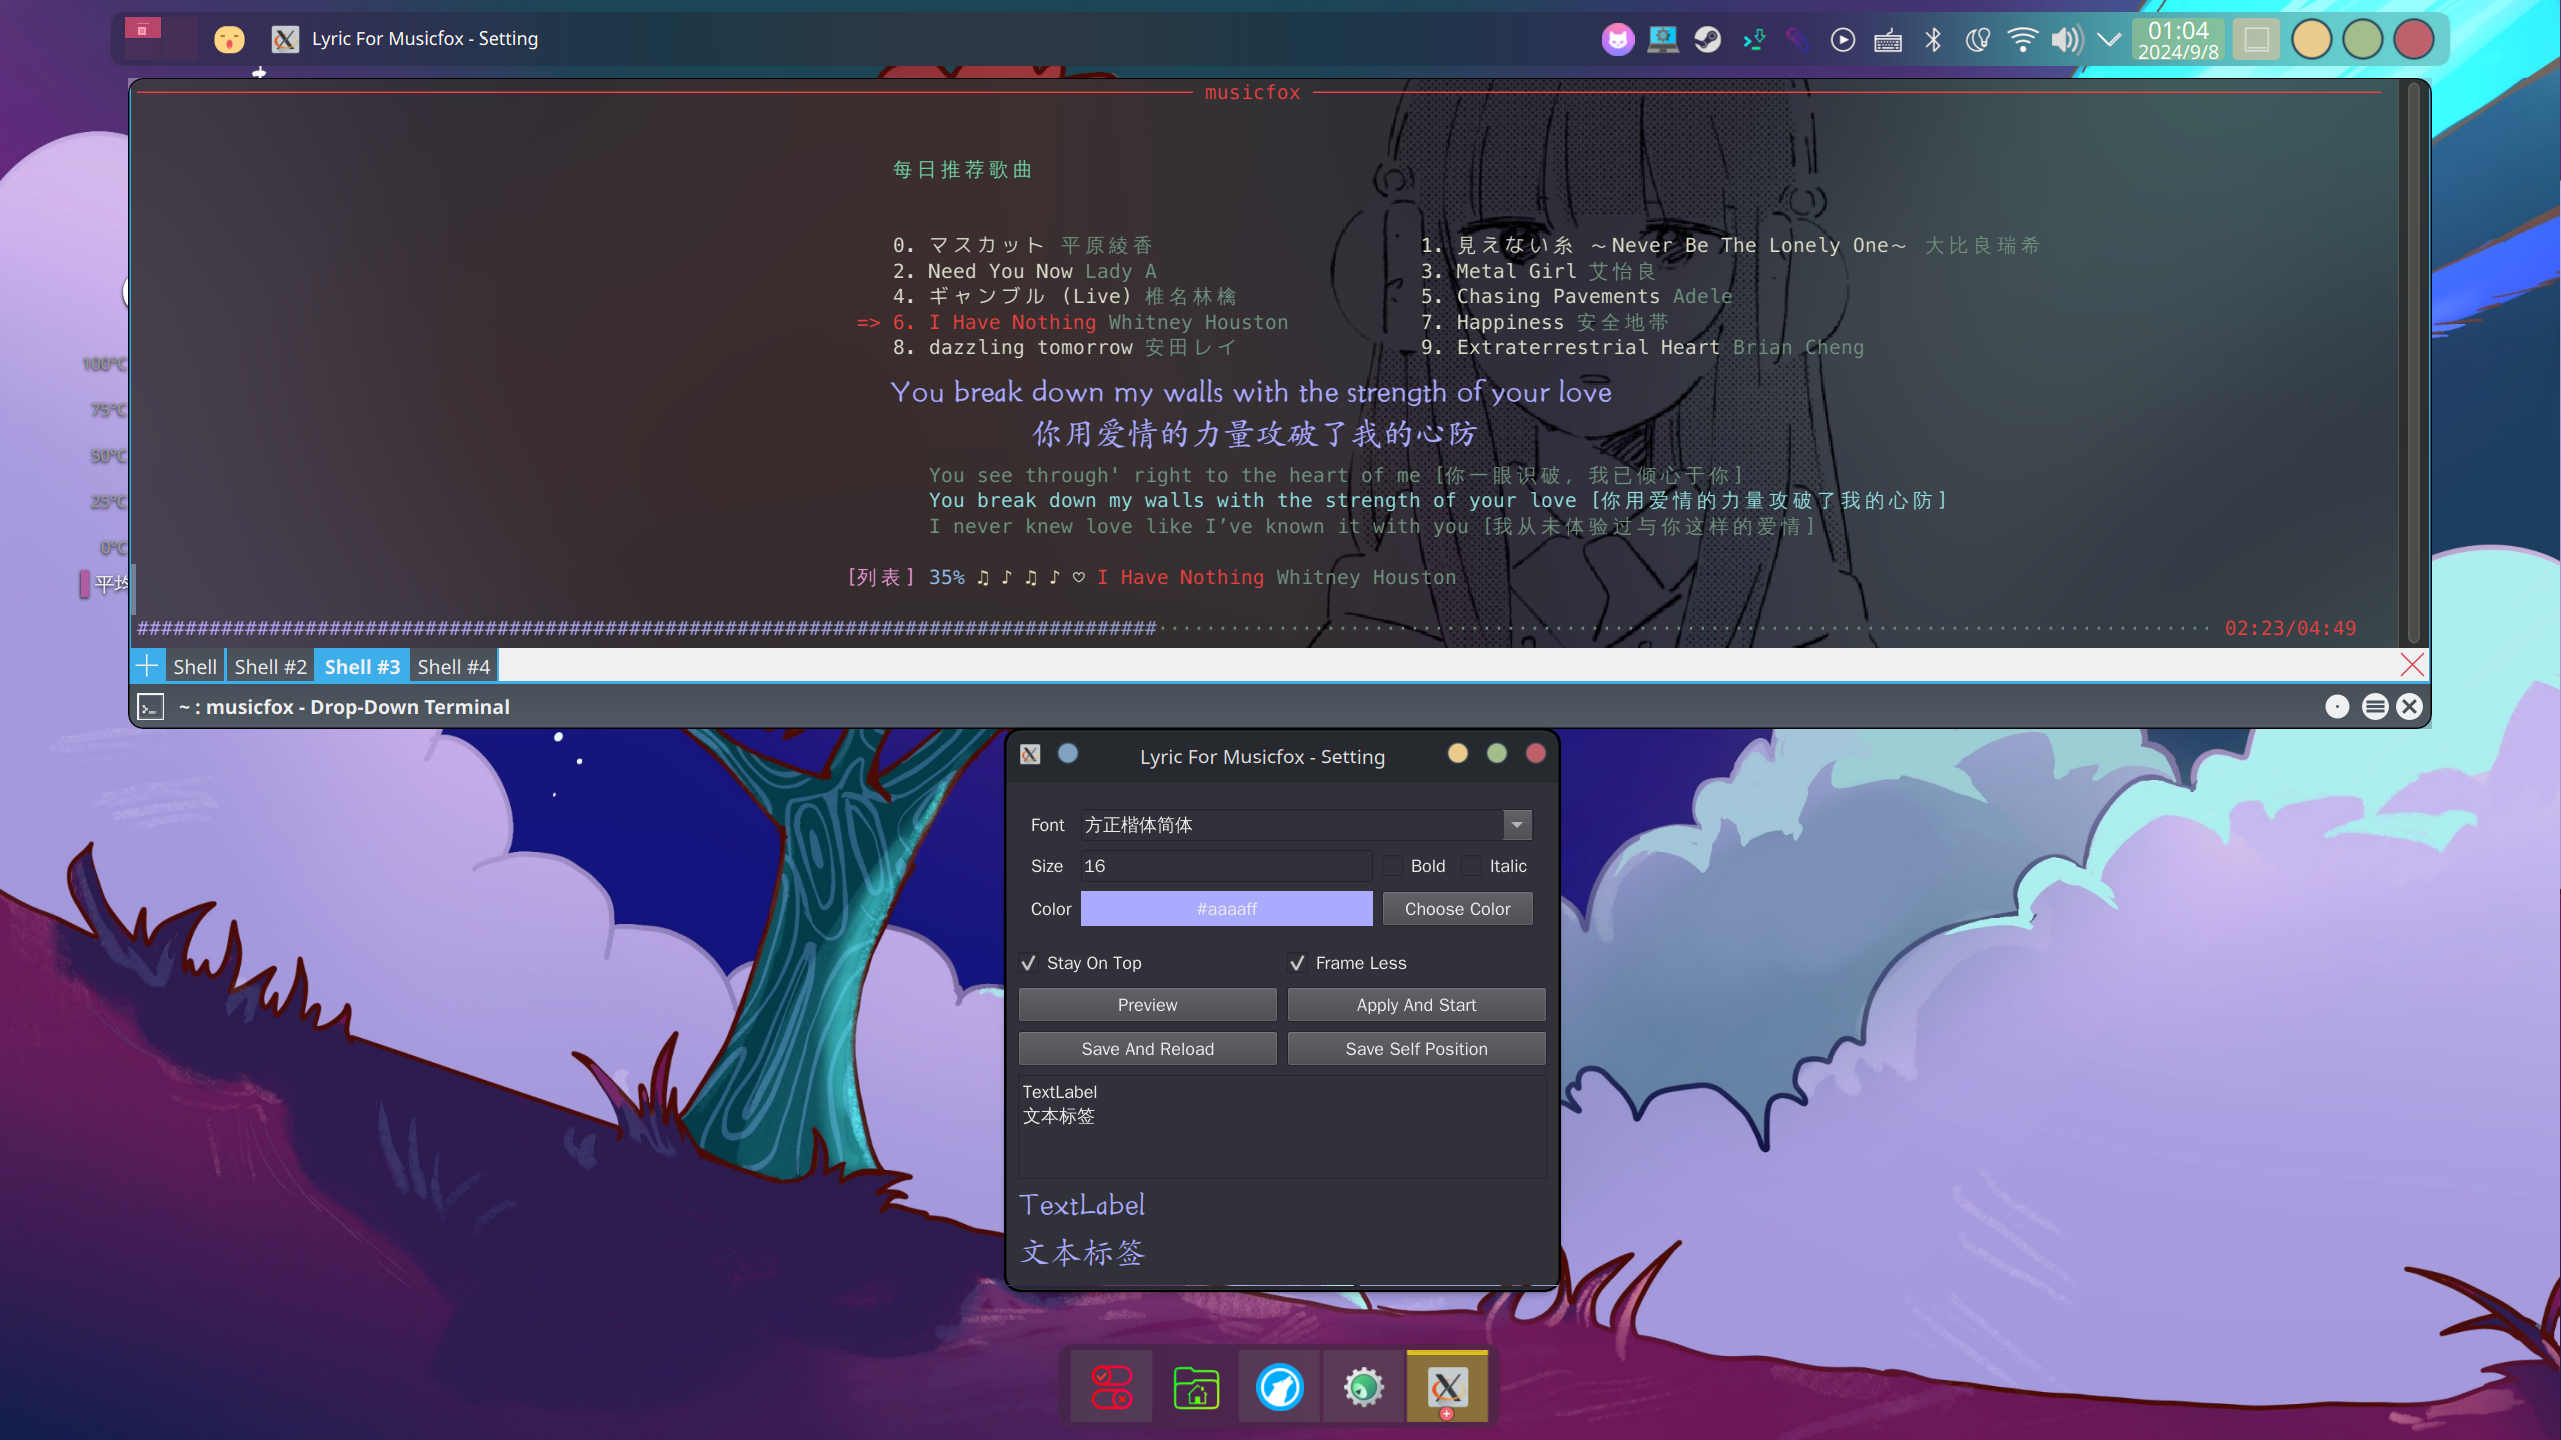 Lyric For Musicfox - Setting
01:04
2024/9/8
musicfox
每日推荐歌曲
0. マスカット 平原綾香
1. 見えない糸 ～Never Be The Lonely One～ 大比良瑞希
2. Need You Now Lady A
3. Metal Girl 艾怡良
4. ギャンブル (Live) 椎名林檎
5. Chasing Pavements Adele
=> 6. I Have Nothing Whitney Houston
7. Happiness 安全地帯
8. dazzling tomorrow 安田レイ
9. Extraterrestrial Heart Brian Cheng
You break down my walls with the strength of your love
你用爱情的力量攻破了我的心防
You see through' right to the heart of me [你一眼识破, 我已倾心于你]
You break down my walls with the strength of your love [你用爱情的力量攻破了我的心防]
I never knew love like I’ve known it with you [我从未体验过与你这样的爱情]
[列表] 35% ♫ ♪ ♫ ♪ ♡ I Have Nothing Whitney Houston
02:23/04:49
100°C
75°C
50°C
25°C
0°C
平均
Shell
Shell #2
Shell #3
Shell #4
~ : musicfox - Drop-Down Terminal
Lyric For Musicfox - Setting
Font 方正楷体简体
Size 16 Bold Italic
Color #aaaaff Choose Color
Stay On Top Frame Less
Preview Apply And Start
Save And Reload Save Self Position
TextLabel
文本标签
TextLabel
文本标签